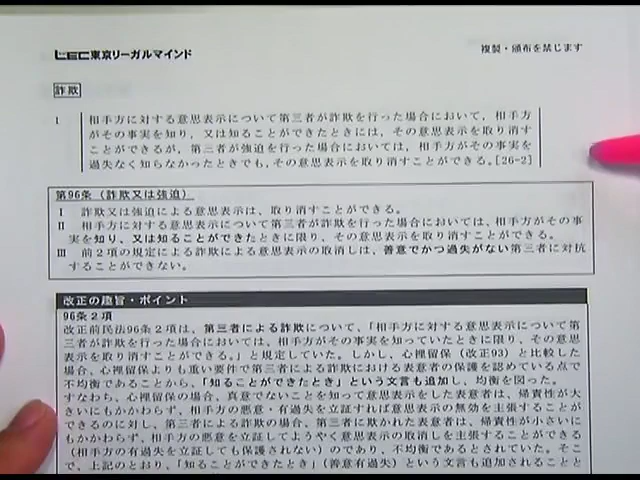 LEC東京リーガルマインド
複製・頒布を禁じます
詐欺
1 相手方に対する意思表示について第三者が詐欺を行った場合において，相手方
がその事実を知り，又は知ることができたときには，その意思表示を取り消す
ことができるが，第三者が強迫を行った場合においては，相手方がその事実を
過失なく知らなかったときでも，その意思表示を取り消すことができる。[26-2]
第96条（詐欺又は強迫）
Ⅰ 詐欺又は強迫による意思表示は、取り消すことができる。
Ⅱ 相手方に対する意思表示について第三者が詐欺を行った場合においては、相手方がその事
実を知り、又は知ることができたときに限り、その意思表示を取り消すことができる。
Ⅲ 前２項の規定による詐欺による意思表示の取消しは、善意でかつ過失がない第三者に対抗
することができない。
改正の趣旨・ポイント
96条２項
改正前民法96条２項は、第三者による詐欺について、「相手方に対する意思表示について第
三者が詐欺を行った場合においては、相手方がその事実を知っていたときに限り、その意思
表示を取り消すことができる。」と規定していた。しかし、心裡留保（改正93）と比較した
場合、心裡留保よりも重い要件で第三者による詐欺における表意者の保護を認めている点で
不均衡であることから、「知ることができたとき」という文言も追加し、均衡を図った。
すなわち、心裡留保の場合、真意でないことを知って意思表示をした表意者は、帰責性が大
きいにもかかわらず、相手方の悪意・有過失を立証すれば意思表示の無効を主張することが
できるのに対し、第三者による詐欺の場合、第三者に欺かれた表意者は、帰責性が小さいに
もかかわらず、相手方の悪意を立証してようやく意思表示の取消しを主張することができる
（相手方の有過失を立証しても保護されない）のであり、不均衡であるとされていた。そこ
で、上記のとおり、「知ることができたとき」（善意有過失）という文言も追加されることと